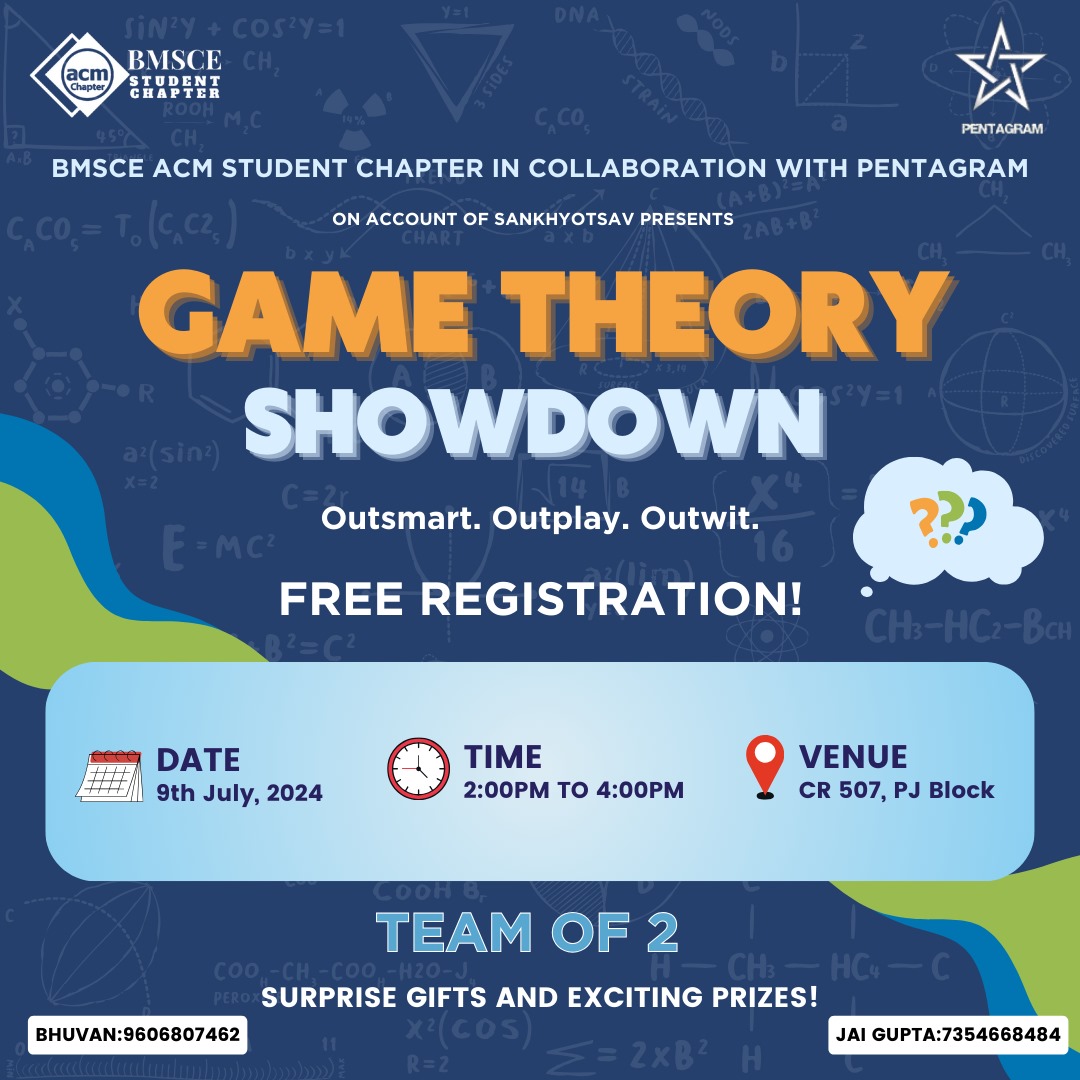 acm
Chapter
BMSCE
STUDENT
CHAPTER
PENTAGRAM
BMSCE ACM STUDENT CHAPTER IN COLLABORATION WITH PENTAGRAM
ON ACCOUNT OF SANKHYOTSAV PRESENTS
GAME THEORY
SHOWDOWN
Outsmart. Outplay. Outwit.
???
FREE REGISTRATION!
DATE
9th July, 2024
TIME
2:00PM TO 4:00PM
VENUE
CR 507, PJ Block
TEAM OF 2
SURPRISE GIFTS AND EXCITING PRIZES!
BHUVAN:9606807462
JAI GUPTA:7354668484